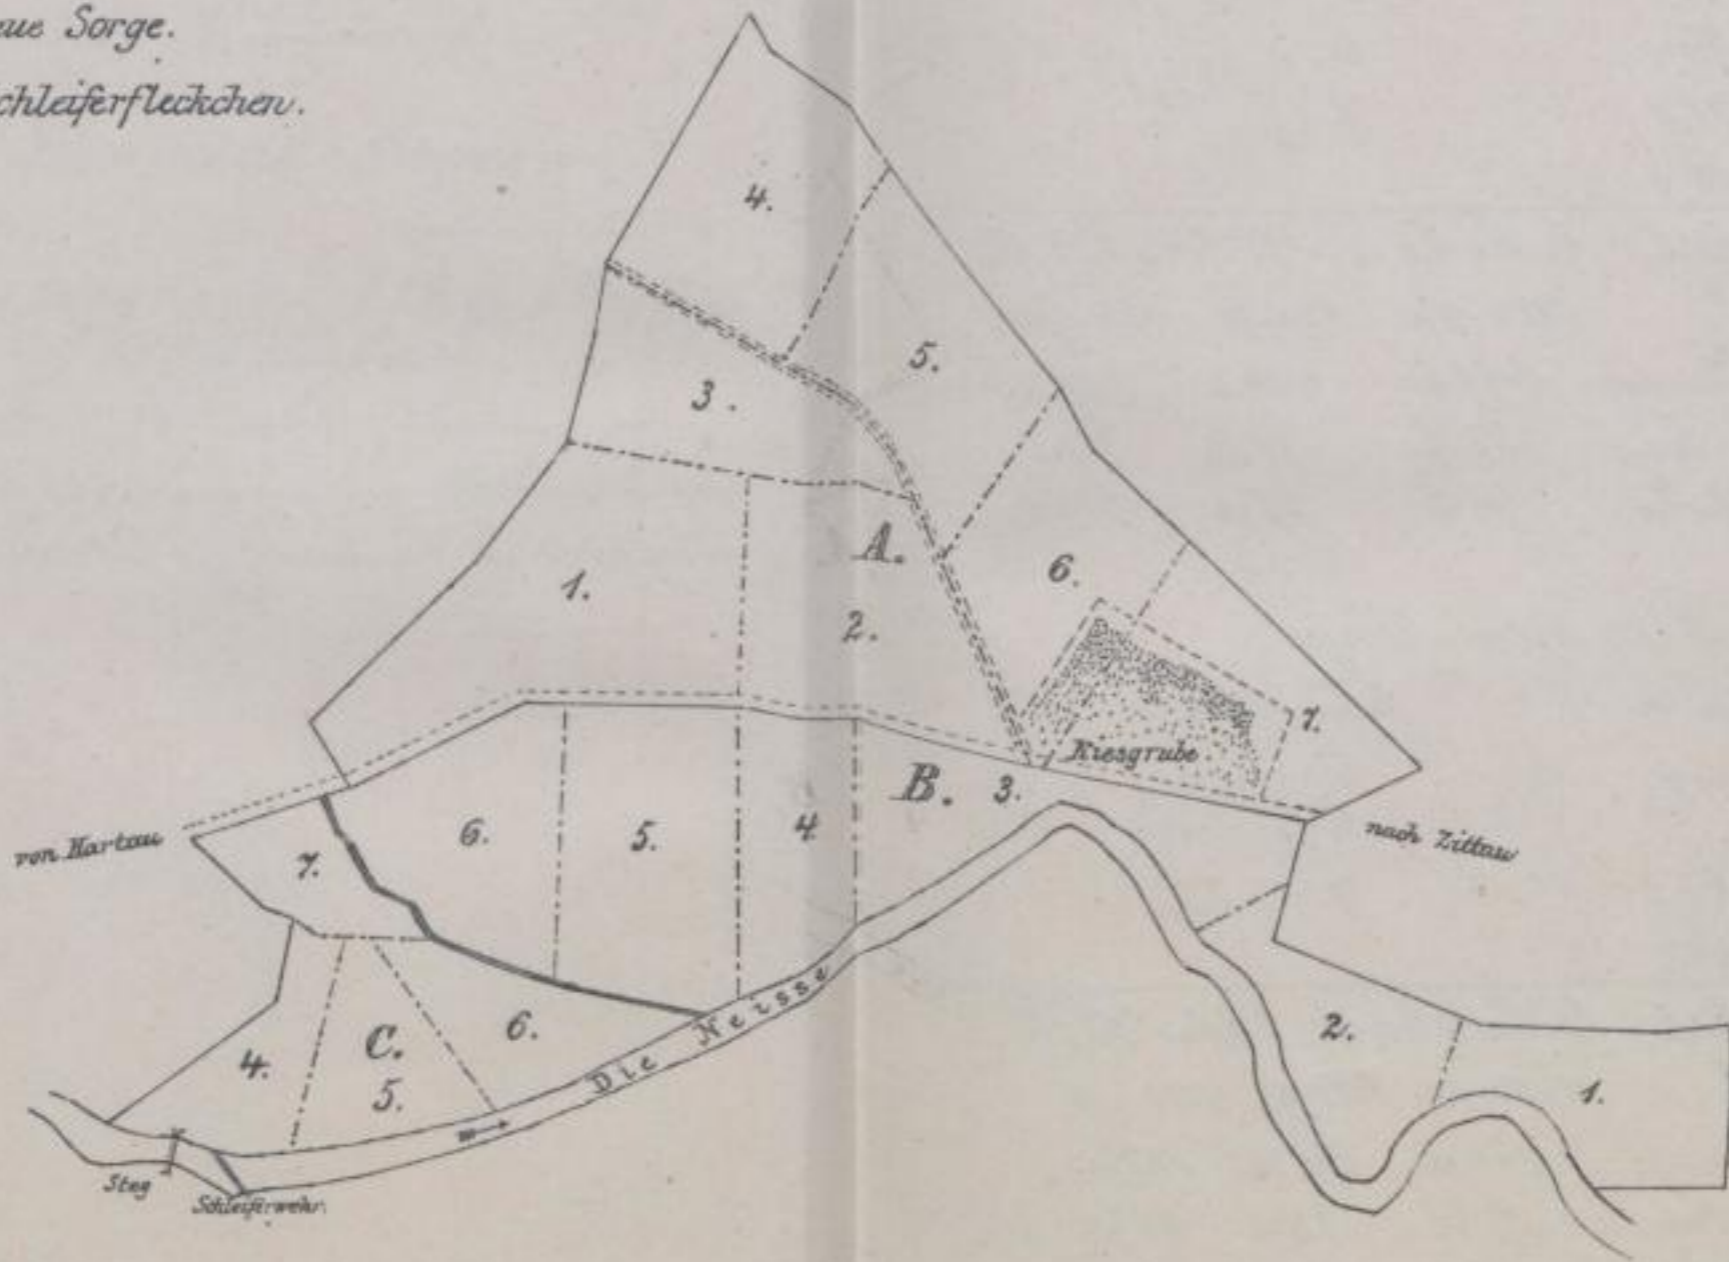 eue Sorge.
chleiferfleckchen.
4.
5.
3.
A.
1.
6.
2.
7.
Kiesgrube
B. 3.
von Hartau
6.
5.
4
nach Zittau
7.
C.
6.
4.
5.
Die Neisse
2.
1.
Steg
Schleiferwehr.